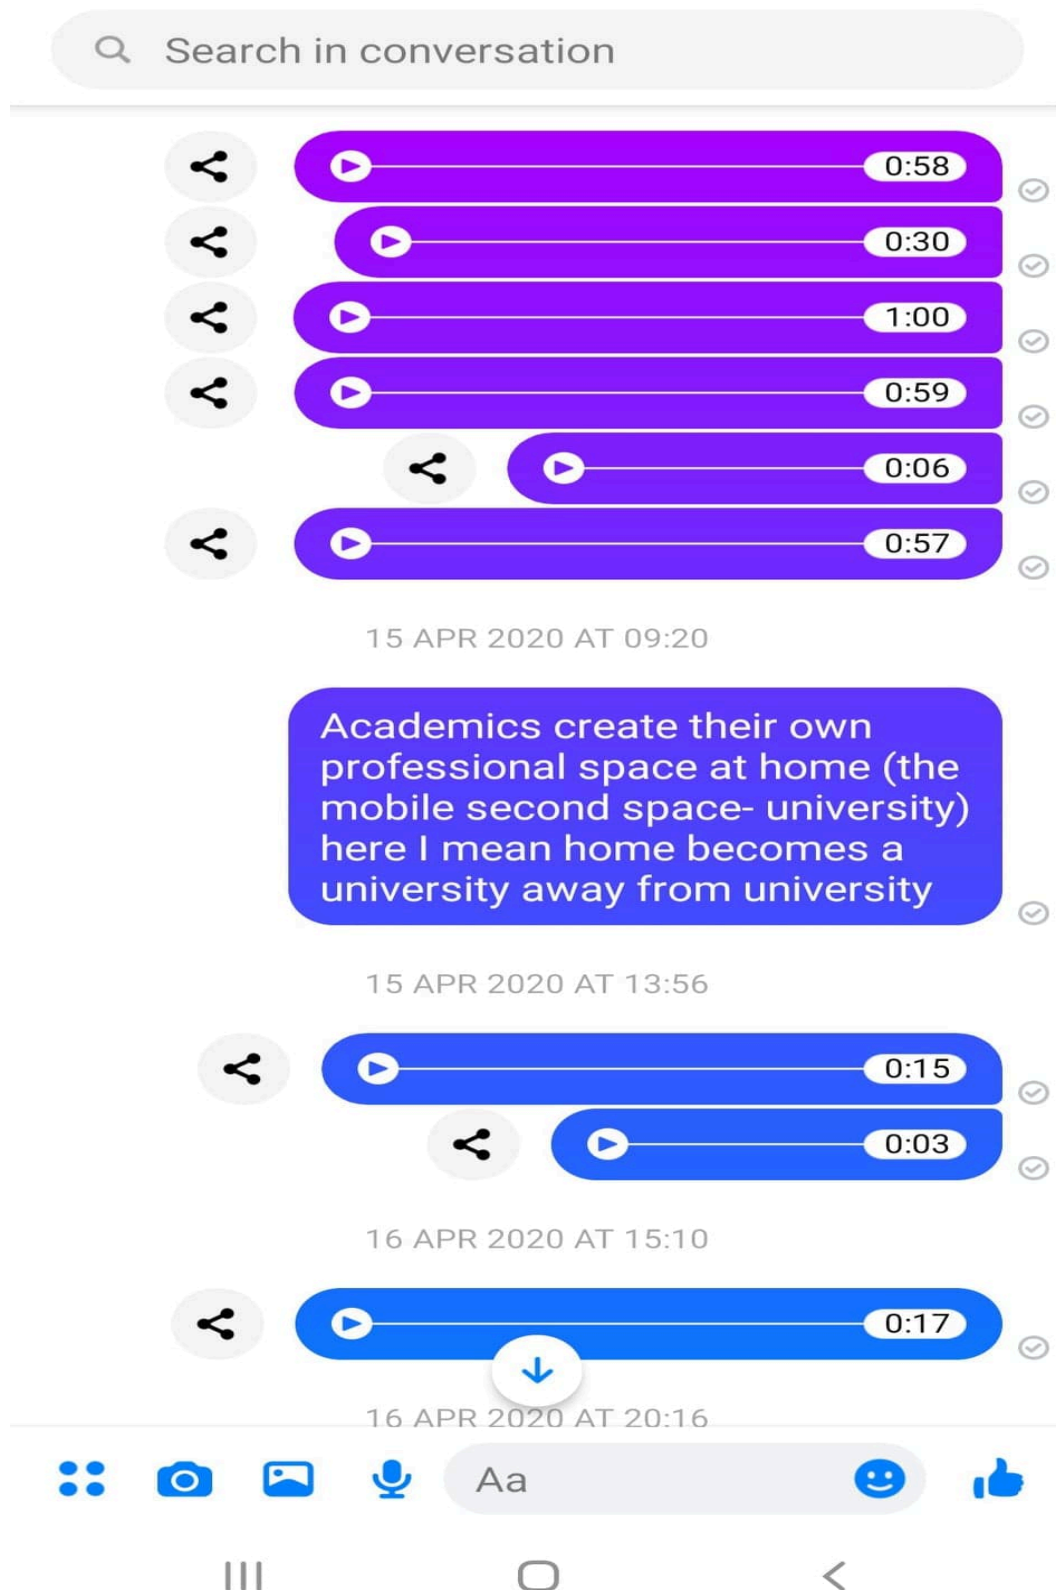 Search in conversation
0:58
0:30
1:00
0:59
0:06
0:57
15 APR 2020 AT 09:20
Academics create their own
professional space at home (the
mobile second space- university)
here I mean home becomes a
university away from university
15 APR 2020 AT 13:56
0:15
0:03
16 APR 2020 AT 15:10
0:17
16 APR 2020 AT 20:16
Aa